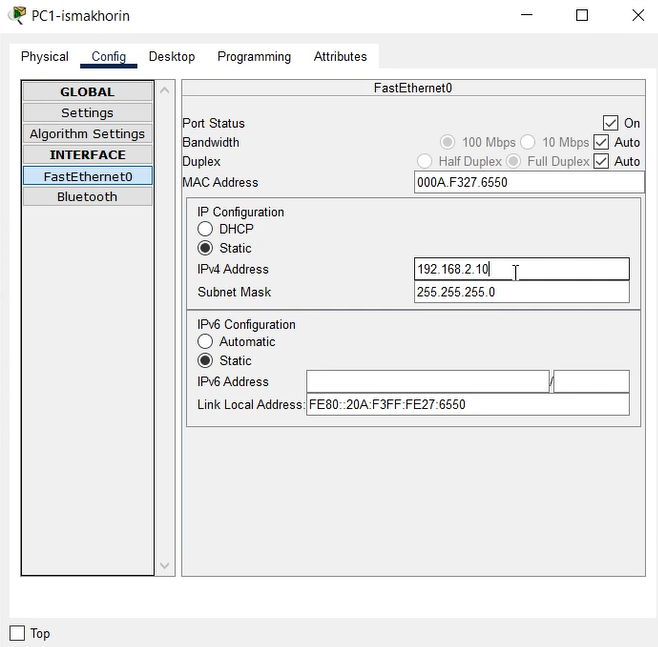 PC1-ismakhorin
Physical Config Desktop Programming Attributes
GLOBAL
Settings
Algorithm Settings
INTERFACE
FastEthernet0
Bluetooth
FastEthernet0
Port Status On
Bandwidth 100 Mbps 10 Mbps Auto
Duplex Half Duplex Full Duplex Auto
MAC Address 000A.F327.6550
IP Configuration
DHCP
Static
IPv4 Address 192.168.2.10
Subnet Mask 255.255.255.0
IPv6 Configuration
Automatic
Static
IPv6 Address /
Link Local Address: FE80::20A:F3FF:FE27:6550
Top